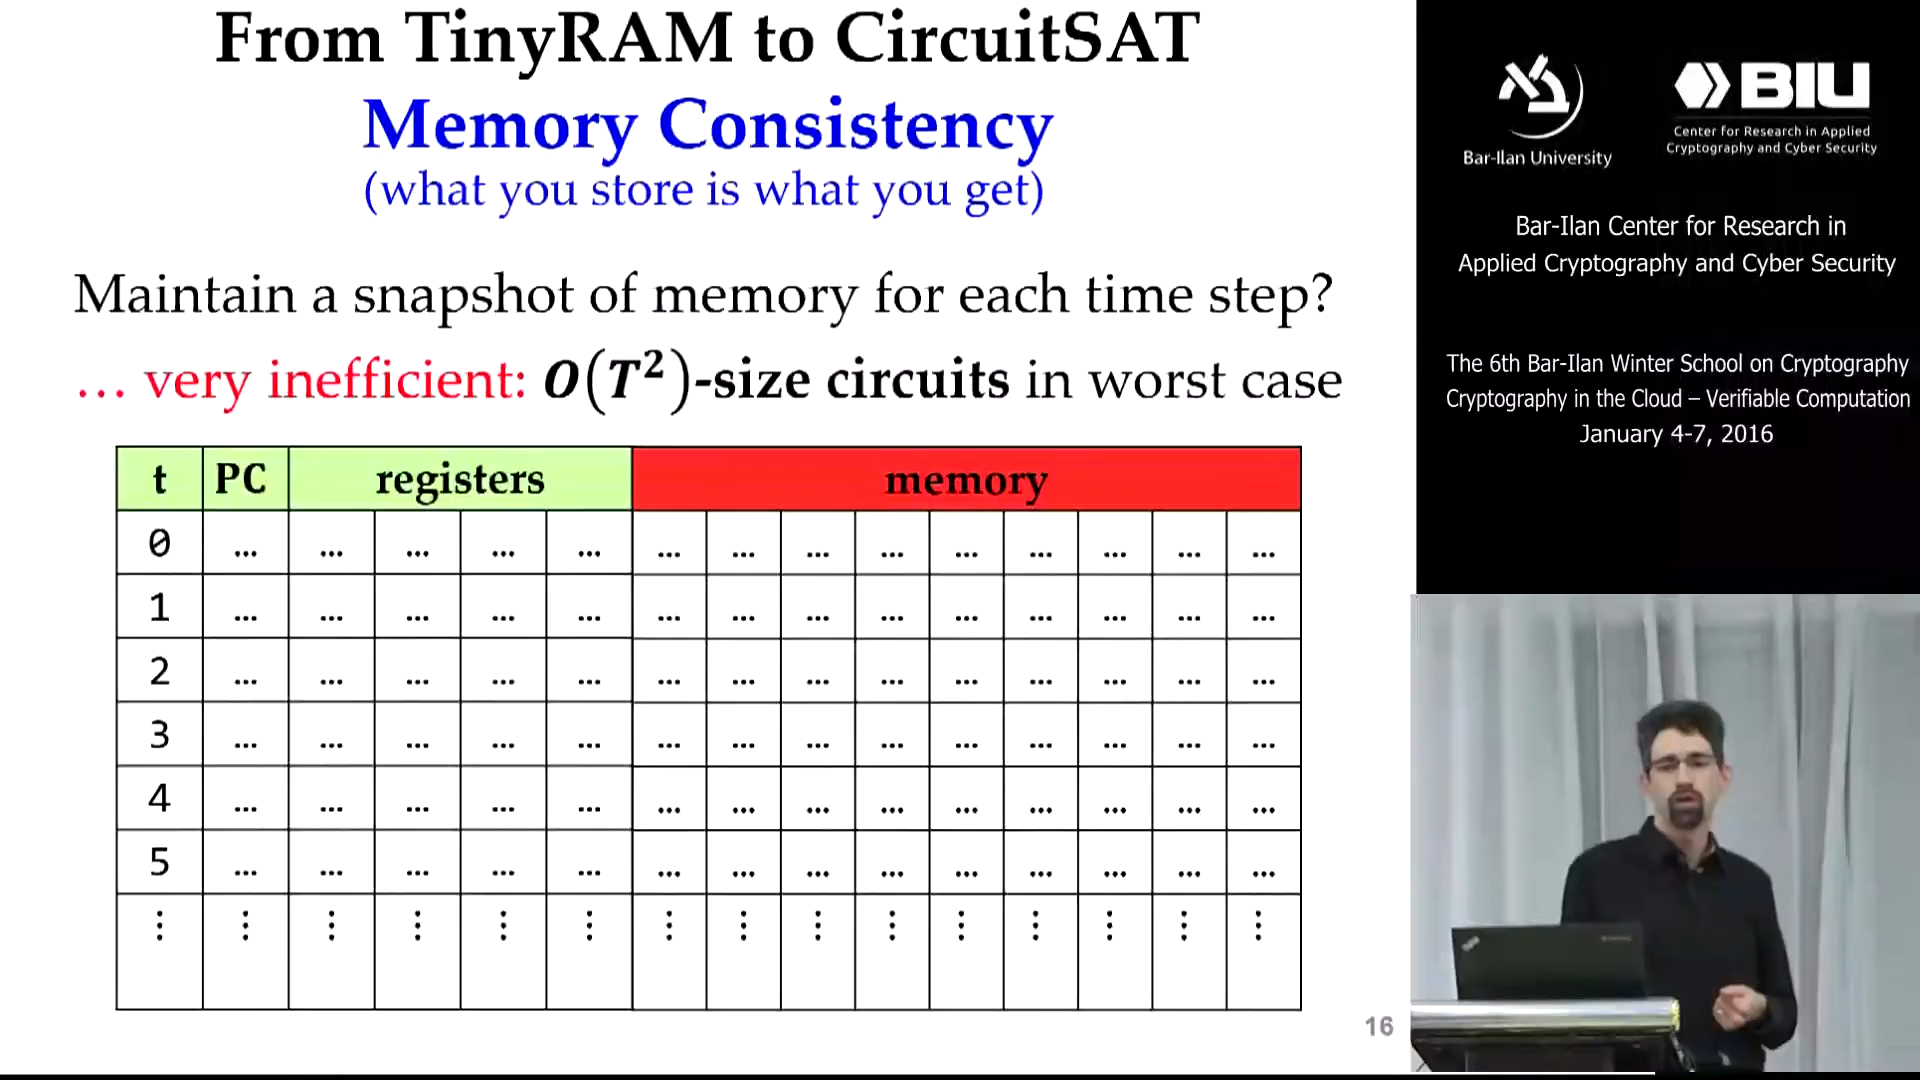 From TinyRAM to CircuitSAT
Memory Consistency
(what you store is what you get)
Maintain a snapshot of memory for each time step?
… very inefficient: O(T²)-size circuits in worst case
t PC registers memory
0 … … … … … … … … … … … … … …
1 … … … … … … … … … … … … … …
2 … … … … … … … … … … … … … …
3 … … … … … … … … … … … … … …
4 … … … … … … … … … … … … … …
5 … … … … … … … … … … … … … …
⋮ ⋮ ⋮ ⋮ ⋮ ⋮ ⋮ ⋮ ⋮ ⋮ ⋮ ⋮ ⋮ ⋮ ⋮
16
Bar-Ilan University
BIU
Center for Research in Applied
Cryptography and Cyber Security
Bar-Ilan Center for Research in
Applied Cryptography and Cyber Security
The 6th Bar-Ilan Winter School on Cryptography
Cryptography in the Cloud – Verifiable Computation
January 4-7, 2016